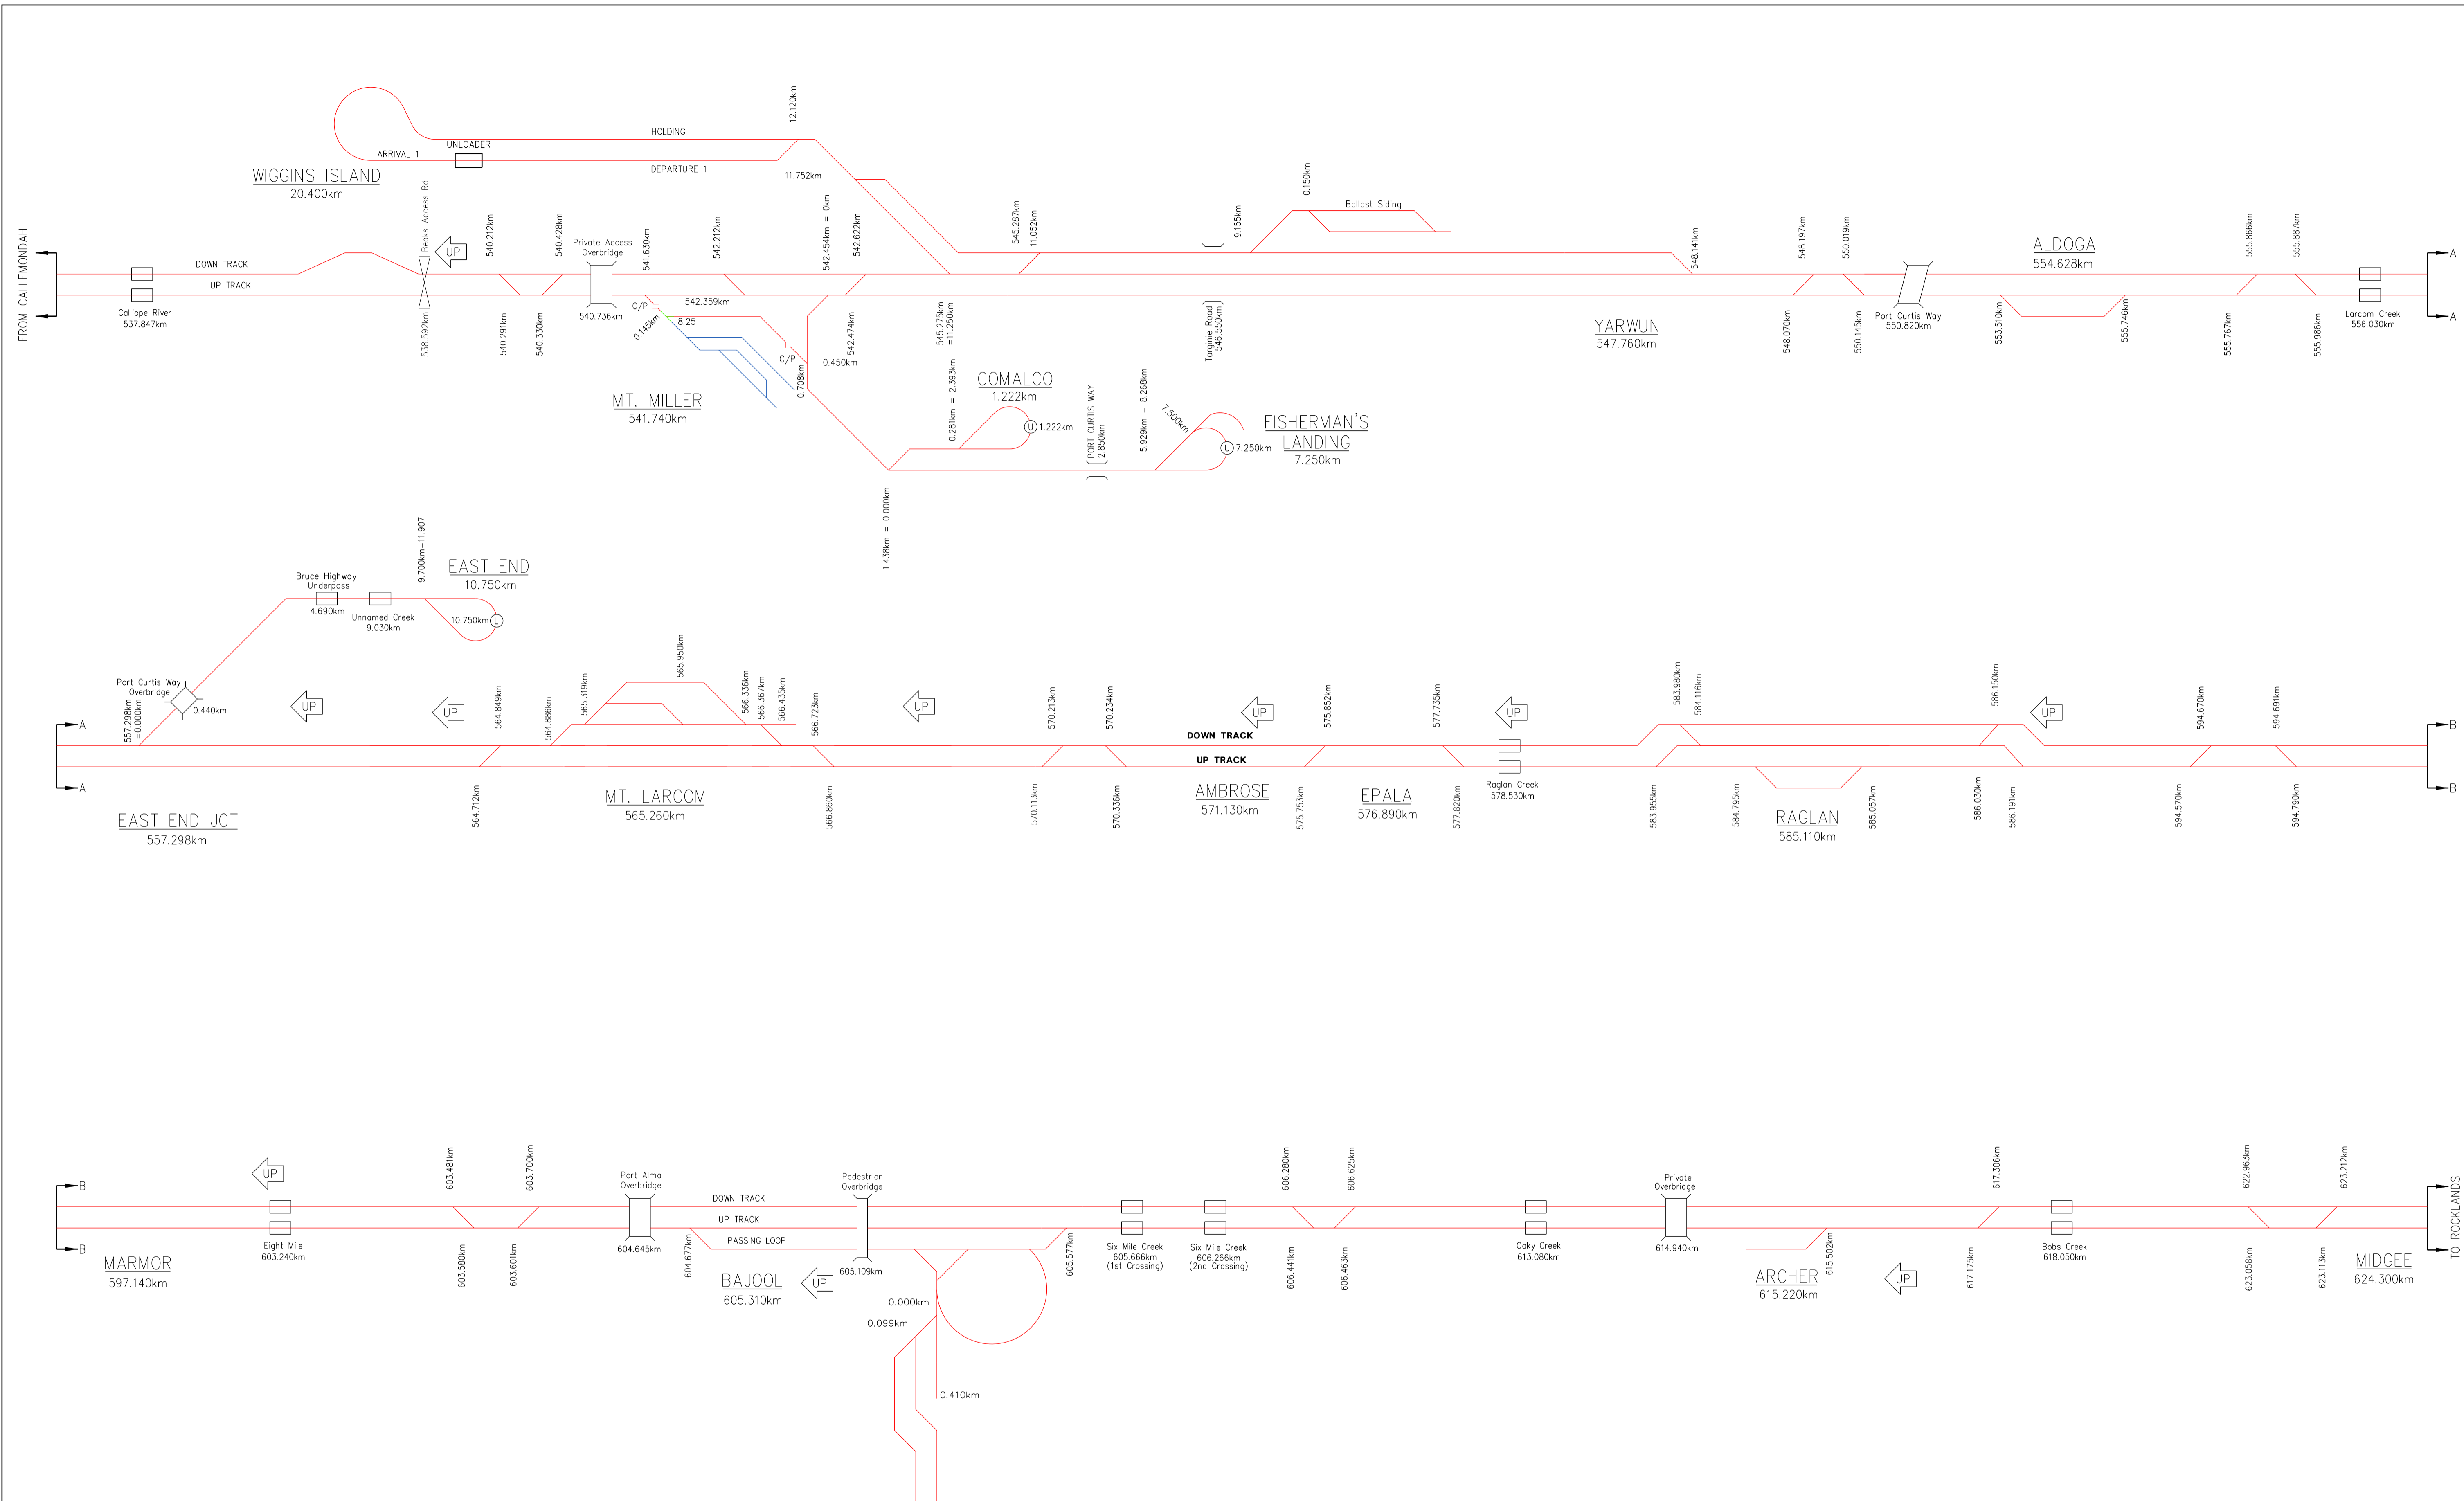 12.120km
HOLDING
ARRIVAL 1
UNLOADER
DEPARTURE 1
11.752km
WIGGINS ISLAND
20.400km
FROM CALLEMONDAH
DOWN TRACK
UP TRACK
Calliope River
537.847km
Beaks Access Rd
538.592km
UP
540.212km
540.291km
540.330km
540.428km
Private Access
Overbridge
540.736km
541.630km
C/P
0.145km
8.25
542.359km
542.212km
542.454km = 0km
542.622km
542.474km
C/P
0.450km
0.708km
MT. MILLER
541.740km
545.287km
11.052km
545.275km
=11.250km
9.155km
0.150km
Ballast Siding
Targinie Road
546.550km
COMALCO
1.222km
U
1.222km
0.281km = 2.393km
1.438km = 0.000km
PORT CURTIS WAY
2.850km
5.929km = 8.268km
7.500km
U
7.250km
FISHERMAN'S
LANDING
7.250km
YARWUN
547.760km
548.141km
548.070km
548.197km
550.019km
550.145km
Port Curtis Way
550.820km
ALDOGA
554.628km
553.510km
555.746km
555.767km
555.866km
555.887km
555.986km
Larcom Creek
556.030km
A
A
A
A
557.298km
=0.000km
Port Curtis Way
Overbridge
0.440km
Bruce Highway
Underpass
4.690km
Unnamed Creek
9.030km
9.700km=11.907
EAST END
10.750km
10.750km
L
EAST END JCT
557.298km
UP
UP
564.849km
564.712km
564.886km
565.319km
565.950km
566.336km
566.367km
566.435km
566.723km
566.860km
MT. LARCOM
565.260km
UP
570.213km
570.113km
570.234km
570.336km
DOWN TRACK
UP TRACK
AMBROSE
571.130km
UP
575.852km
575.753km
EPALA
576.890km
577.735km
577.820km
UP
Raglan Creek
578.530km
583.980km
584.116km
583.955km
584.795km
RAGLAN
585.110km
585.057km
586.150km
586.030km
586.191km
UP
594.670km
594.691km
594.570km
594.790km
B
B
B
B
MARMOR
597.140km
UP
Eight Mile
603.240km
603.481km
603.580km
603.700km
603.601km
Port Alma
Overbridge
604.645km
604.677km
DOWN TRACK
UP TRACK
PASSING LOOP
BAJOOL
605.310km
UP
Pedestrian
Overbridge
605.109km
0.000km
0.099km
0.410km
605.577km
Six Mile Creek
605.666km
(1st Crossing)
Six Mile Creek
606.266km
(2nd Crossing)
606.280km
606.441km
606.625km
606.463km
Oaky Creek
613.080km
Private
Overbridge
614.940km
ARCHER
615.220km
615.502km
UP
617.306km
617.175km
Bobs Creek
618.050km
622.963km
623.058km
623.212km
623.113km
MIDGEE
624.300km
TO ROCKLANDS